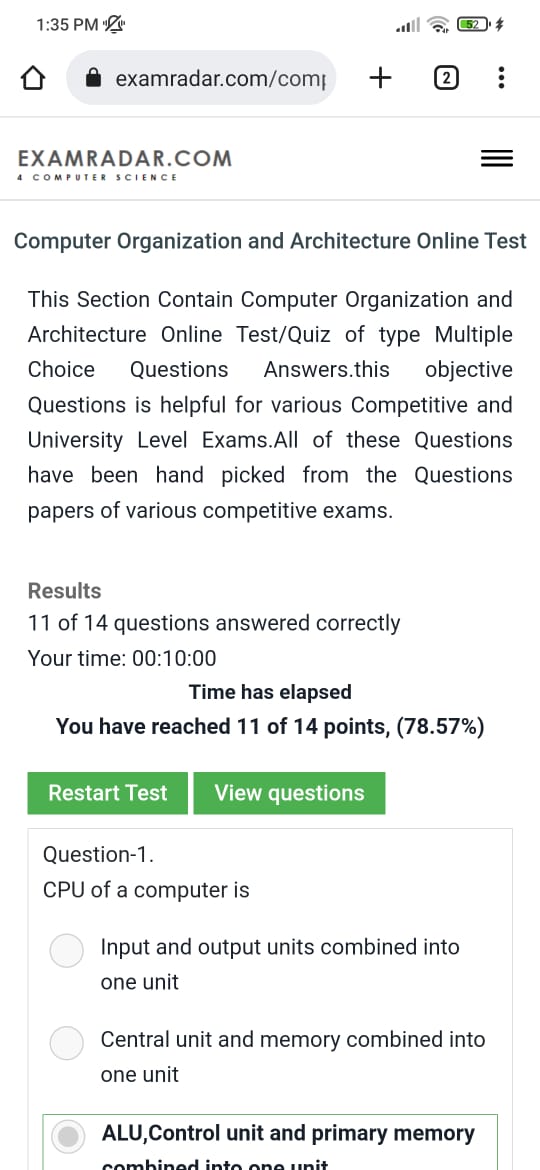 1:35 PM
52
examradar.com/comp
2
EXAMRADAR.COM
4 COMPUTER SCIENCE
Computer Organization and Architecture Online Test
This Section Contain Computer Organization and
Architecture Online Test/Quiz of type Multiple
Choice Questions Answers.this objective
Questions is helpful for various Competitive and
University Level Exams.All of these Questions
have been hand picked from the Questions
papers of various competitive exams.
Results
11 of 14 questions answered correctly
Your time: 00:10:00
Time has elapsed
You have reached 11 of 14 points, (78.57%)
Restart Test View questions
Question-1.
CPU of a computer is
Input and output units combined into
one unit
Central unit and memory combined into
one unit
ALU,Control unit and primary memory
combined into one unit